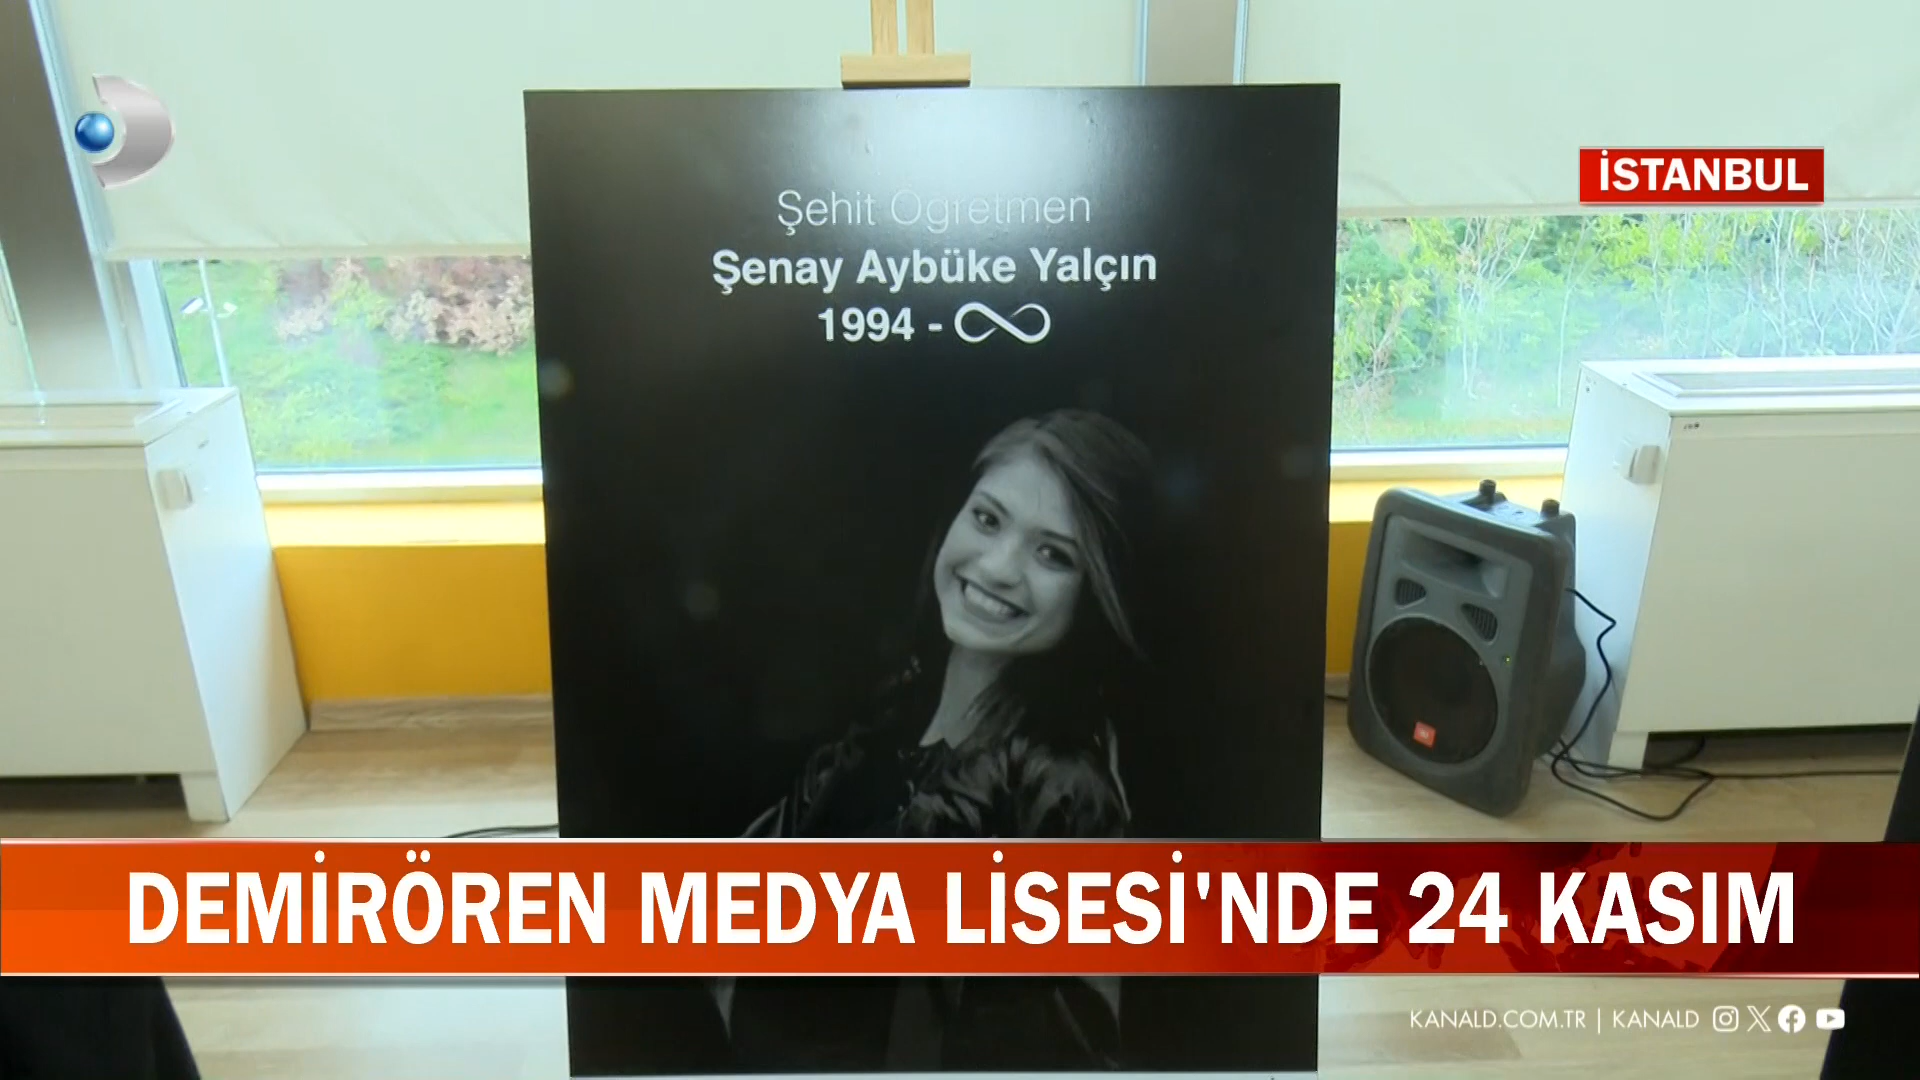 İSTANBUL
Şehit Öğretmen
Şenay Aybüke Yalçın
1994 - ∞
DEMİRÖREN MEDYA LİSESİ'NDE 24 KASIM
KANALD.COM.TR | KANALD